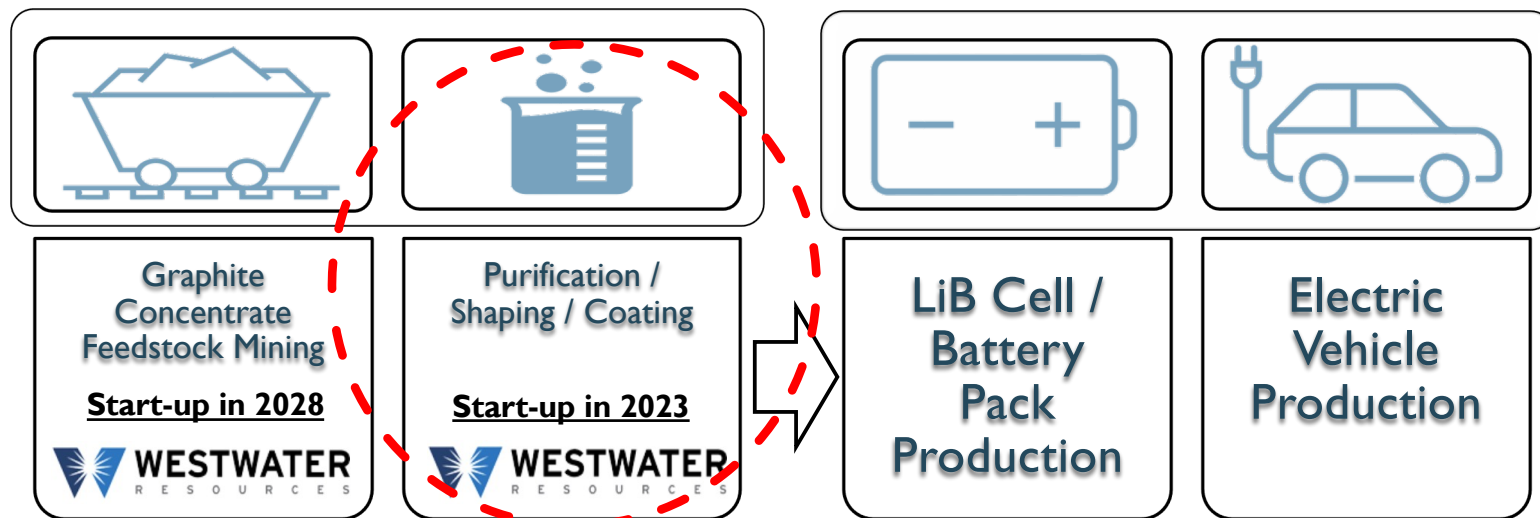 Graphite
Concentrate
Feedstock Mining
Start-up in 2028
WESTWATER
RESOURCES
Purification /
Shaping / Coating
Start-up in 2023
WESTWATER
RESOURCES
LiB Cell /
Battery
Pack
Production
Electric
Vehicle
Production